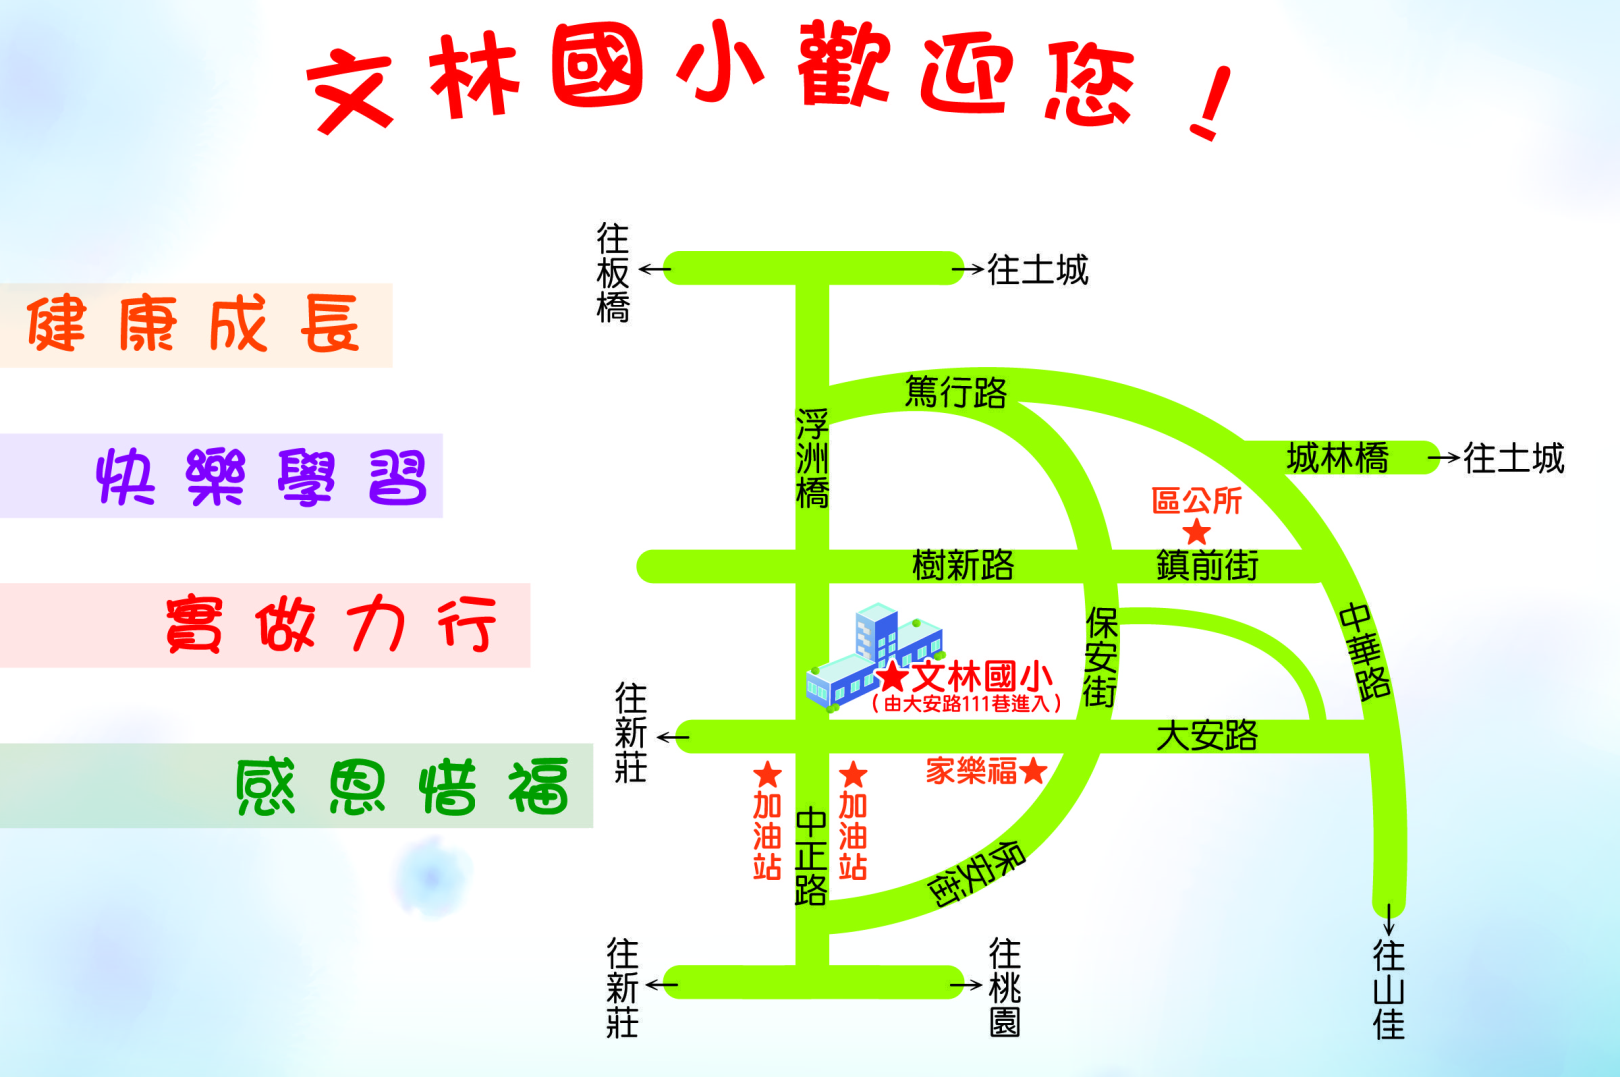 文林國小歡迎您！
健康成長
快樂學習
實做力行
感恩惜福
往板橋
往土城
篤行路
浮洲橋
城林橋
往土城
區公所
樹新路
鎮前街
保安街
中華路
文林國小
（由大安路111巷進入）
往新莊
大安路
家樂福
加油站
中正路
加油站
保安街
往新莊
往桃園
往山佳